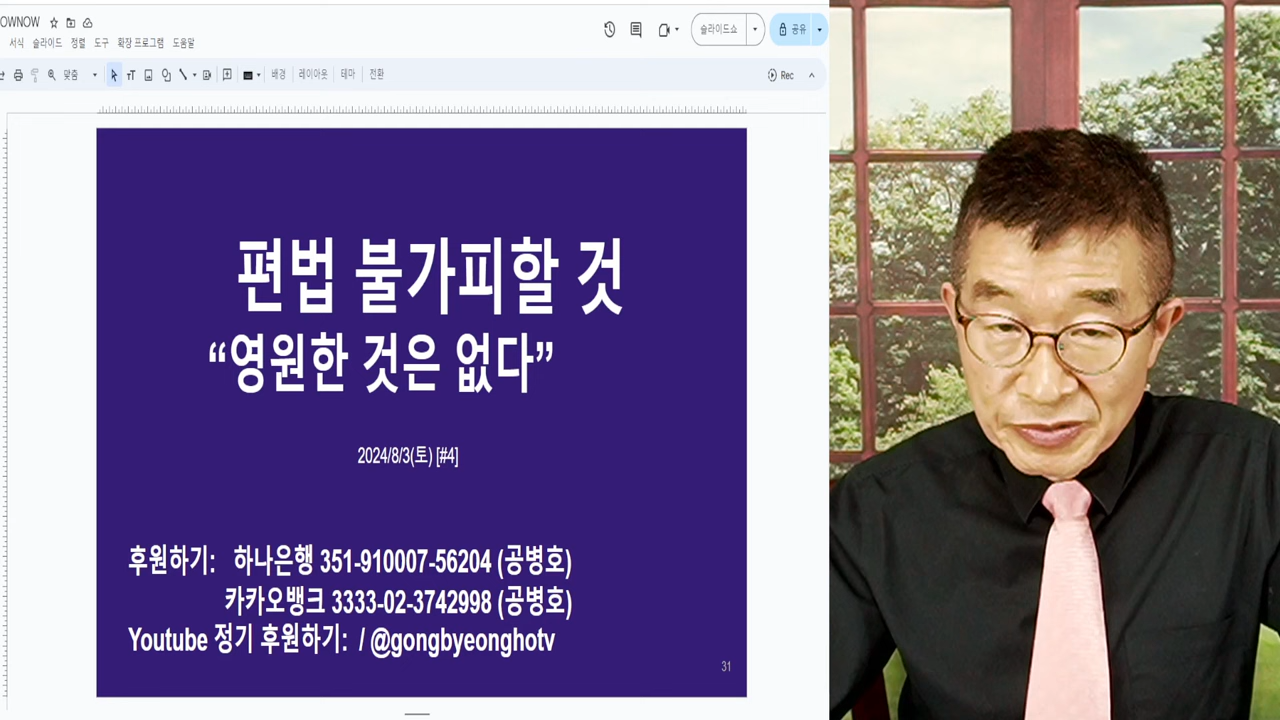 OWNOW
슬라이드쇼
공유
서식 슬라이드 정렬 도구 확장 프로그램 도움말
맞춤
배경 레이아웃 테마 전환
Rec
편법 불가피할 것
“영원한 것은 없다”
2024/8/3(토) [#4]
후원하기: 하나은행 351-910007-56204 (공병호)
카카오뱅크 3333-02-3742998 (공병호)
Youtube 정기 후원하기: / @gongbyeonghotv
31